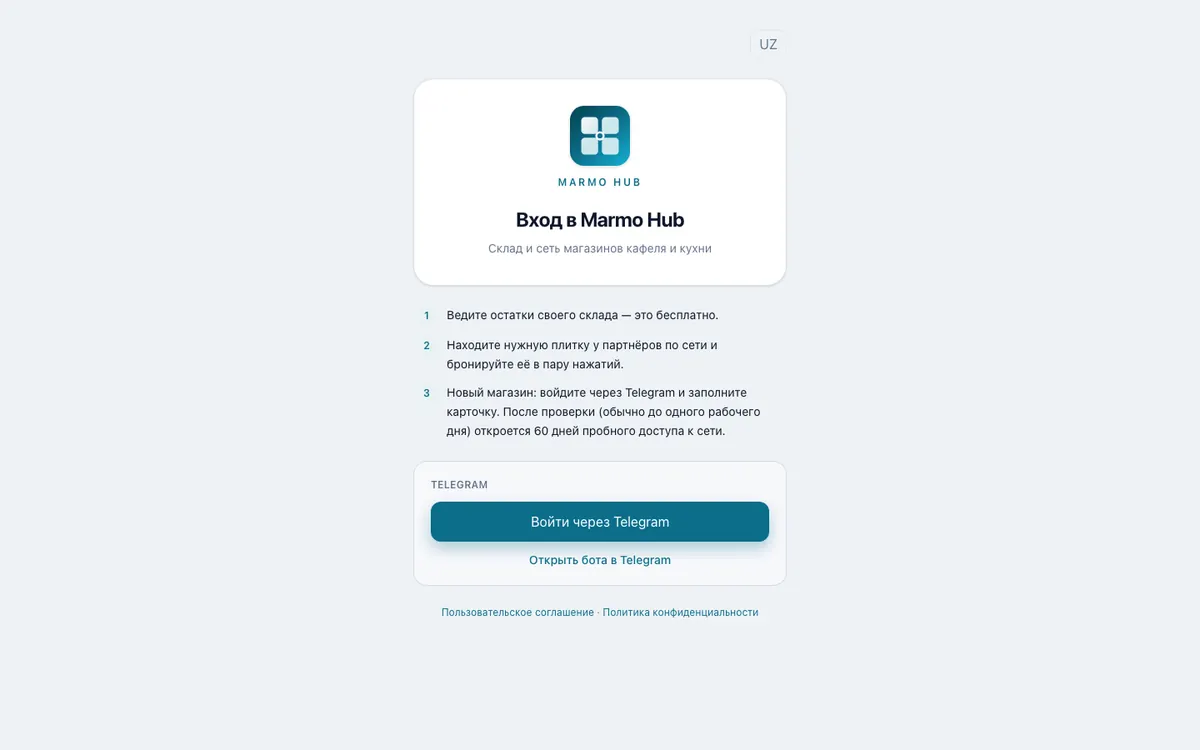 UZ
MARMO HUB
Вход в Marmo Hub
Склад и сеть магазинов кафеля и кухни
1 Ведите остатки своего склада — это бесплатно.
2 Находите нужную плитку у партнёров по сети и
бронируйте её в пару нажатий.
3 Новый магазин: войдите через Telegram и заполните
карточку. После проверки (обычно до одного рабочего
дня) откроется 60 дней пробного доступа к сети.
TELEGRAM
Войти через Telegram
Открыть бота в Telegram
Пользовательское соглашение · Политика конфиденциальности